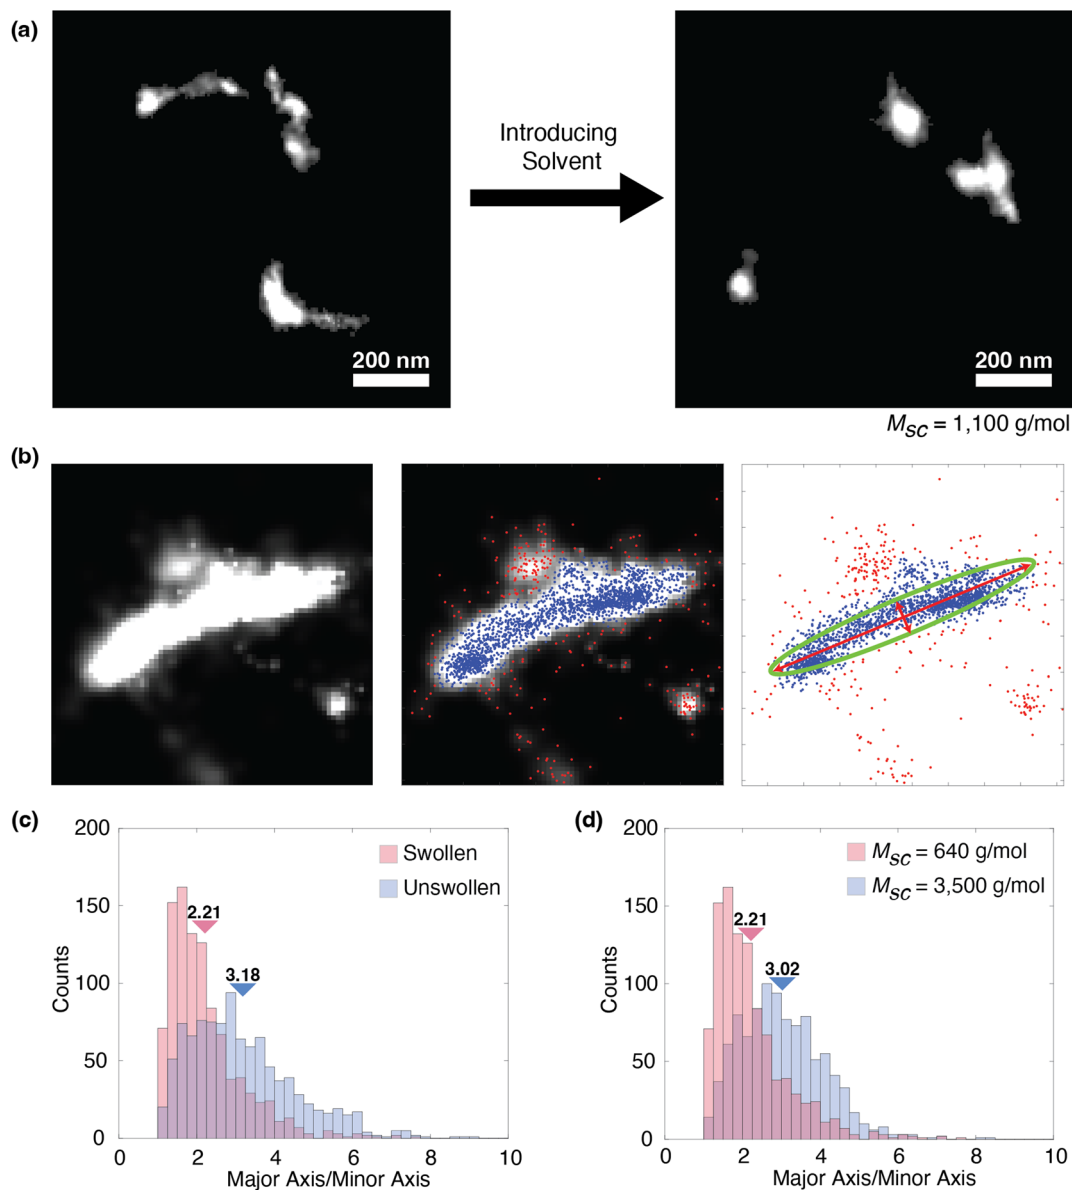 (a)
Introducing
Solvent
200 nm
200 nm
M_SC = 1,100 g/mol
(b)
(c)
200
150
100
50
0
Counts
Swollen
Unswollen
2.21
3.18
0 2 4 6 8 10
Major Axis/Minor Axis
(d)
200
150
100
50
0
Counts
M_SC = 640 g/mol
M_SC = 3,500 g/mol
2.21
3.02
0 2 4 6 8 10
Major Axis/Minor Axis